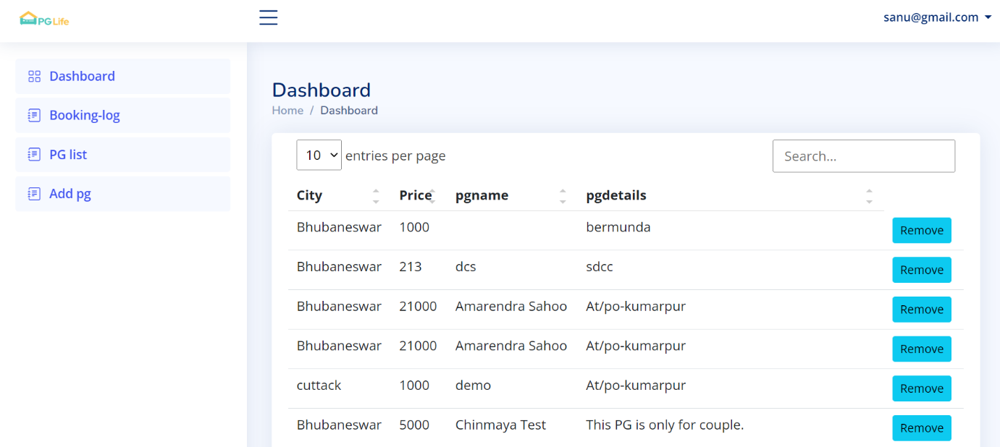 PG Life
sanu@gmail.com
Dashboard
Booking-log
PG list
Add pg
Dashboard
Home / Dashboard
10 entries per page
Search...
City Price pgname pgdetails
Bhubaneswar 1000 bermunda Remove
Bhubaneswar 213 dcs sdcc Remove
Bhubaneswar 21000 Amarendra Sahoo At/po-kumarpur Remove
Bhubaneswar 21000 Amarendra Sahoo At/po-kumarpur Remove
cuttack 1000 demo At/po-kumarpur Remove
Bhubaneswar 5000 Chinmaya Test This PG is only for couple. Remove